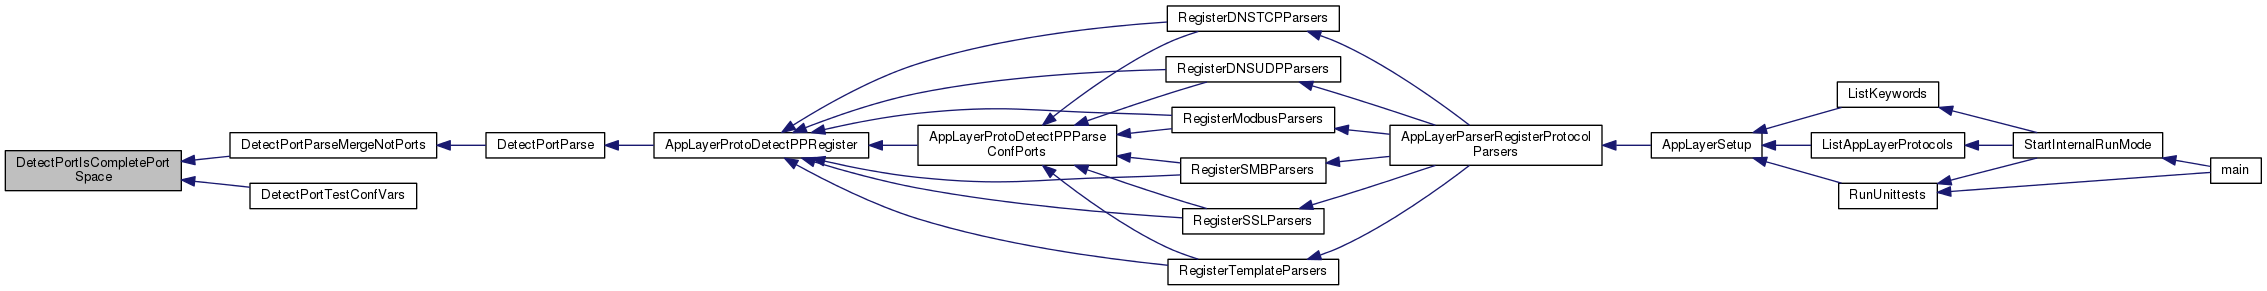 DetectPortIsCompletePort
Space
DetectPortParseMergeNotPorts
DetectPortTestConfVars
DetectPortParse
AppLayerProtoDetectPPRegister
AppLayerProtoDetectPPParse
ConfPorts
RegisterDNSTCPParsers
RegisterDNSUDPParsers
RegisterModbusParsers
RegisterSMBParsers
RegisterSSLParsers
RegisterTemplateParsers
AppLayerParserRegisterProtocol
Parsers
AppLayerSetup
ListKeywords
ListAppLayerProtocols
RunUnittests
StartInternalRunMode
main